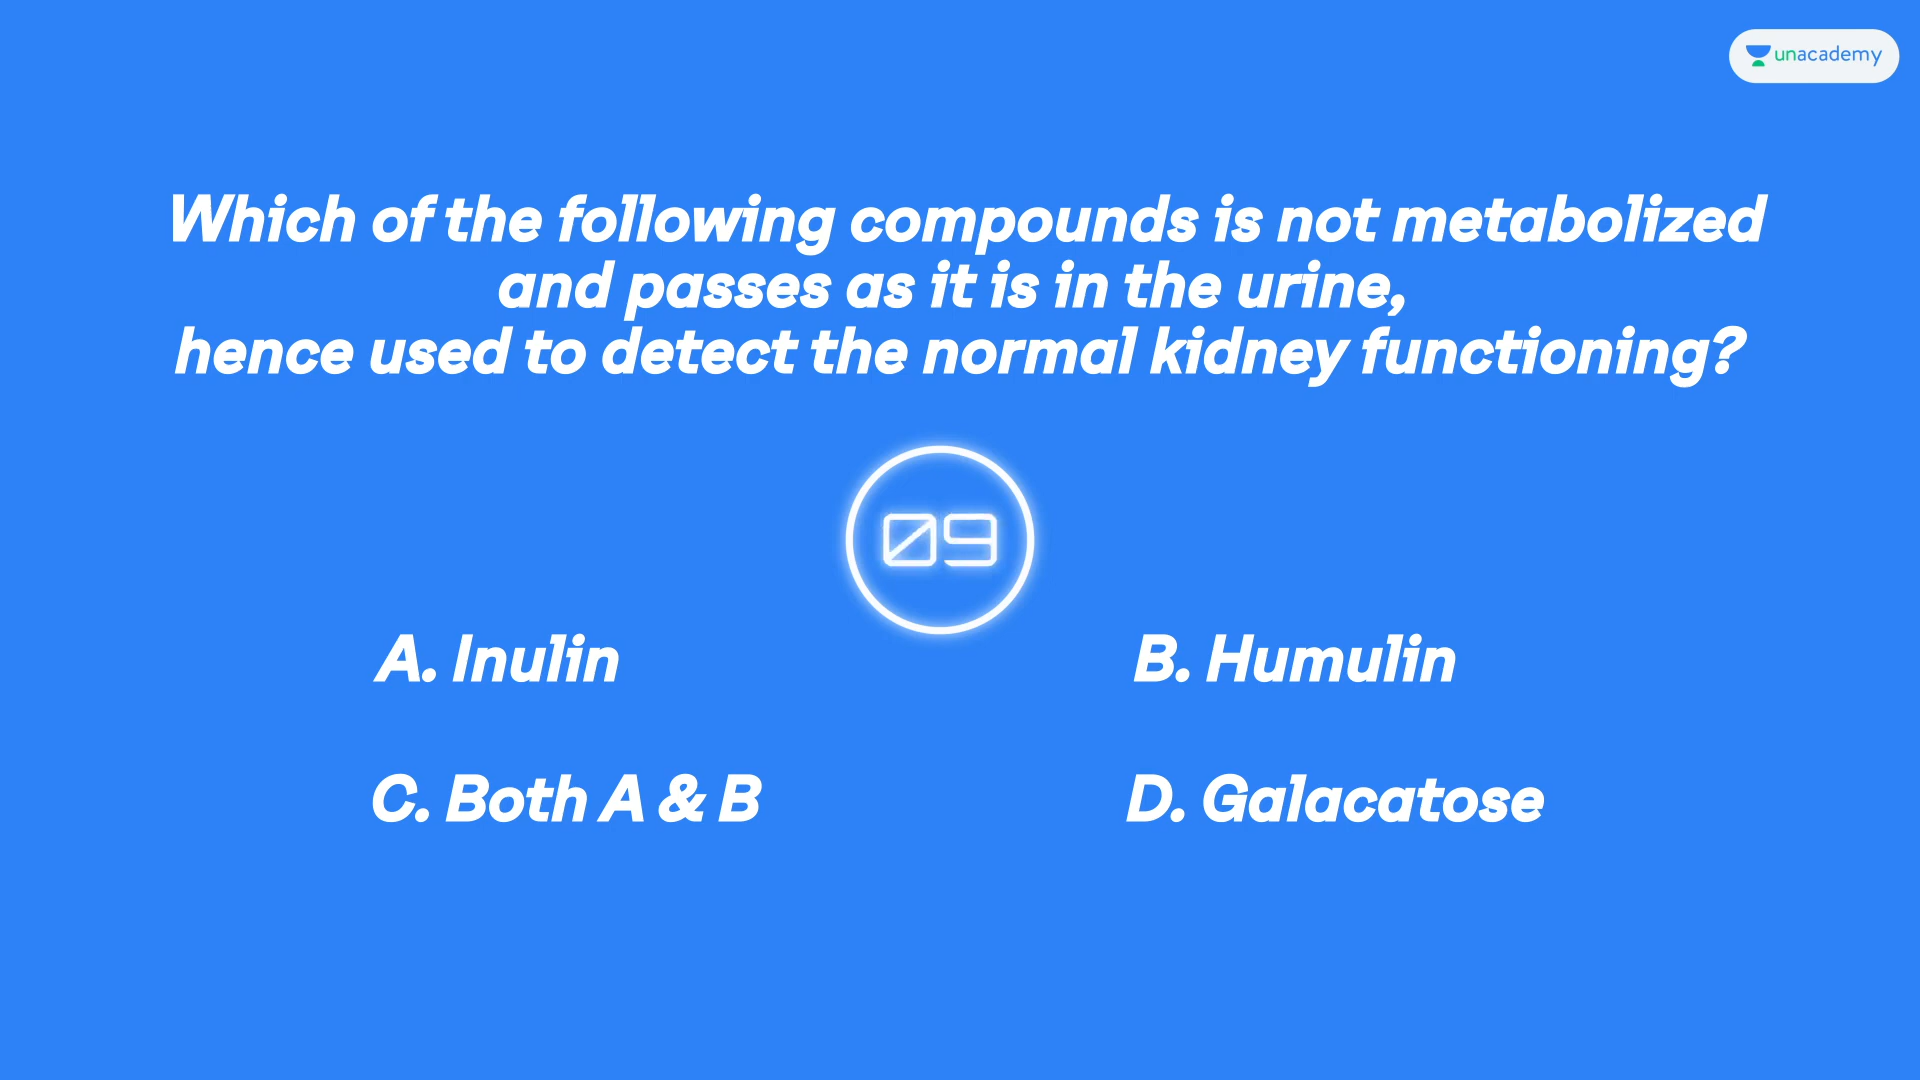 unacademy
Which of the following compounds is not metabolized
and passes as it is in the urine,
hence used to detect the normal kidney functioning?
09
A. Inulin
B. Humulin
C. Both A & B
D. Galacatose